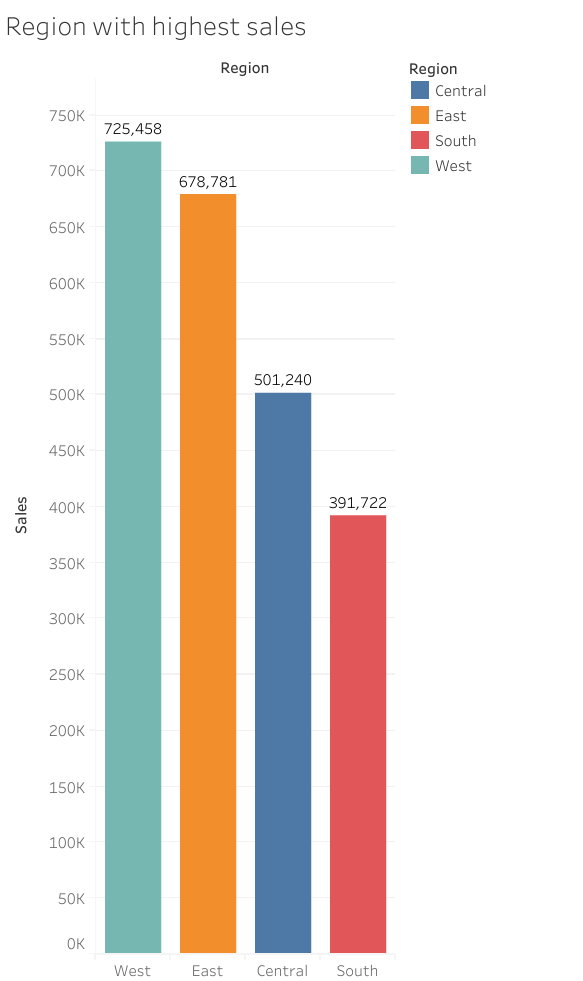 Region with highest sales
Region
Region
Central
East
South
West
750K
700K
650K
600K
550K
500K
450K
400K
350K
300K
250K
200K
150K
100K
50K
0K
Sales
725,458
678,781
501,240
391,722
West
East
Central
South